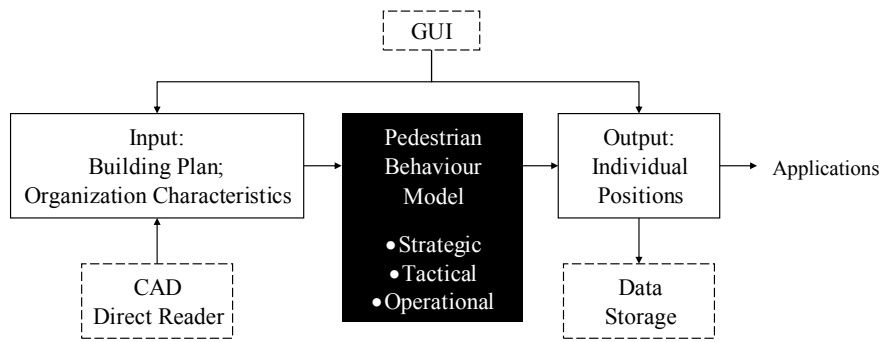 GUI
Input:
Building Plan;
Organization Characteristics
Pedestrian
Behaviour
Model
•Strategic
•Tactical
•Operational
Output:
Individual
Positions
Applications
CAD
Direct Reader
Data
Storage